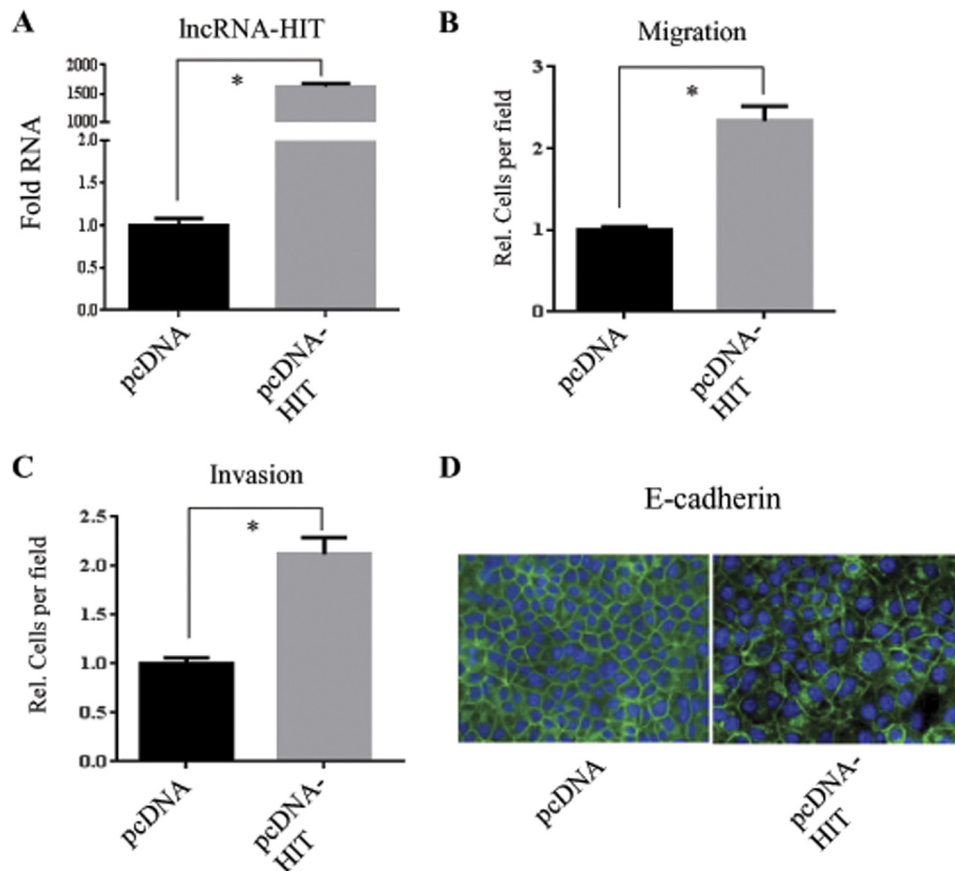 A
lncRNA-HIT
Fold RNA
2000
1500
1000
2.0
1.5
1.0
0.5
0.0
*
pcDNA
pcDNA-
HIT
B
Migration
Rel. Cells per field
3
2
1
0
*
pcDNA
pcDNA-
HIT
C
Invasion
Rel. Cells per field
2.5
2.0
1.5
1.0
0.5
0.0
*
pcDNA
pcDNA-
HIT
D
E-cadherin
pcDNA
pcDNA-
HIT